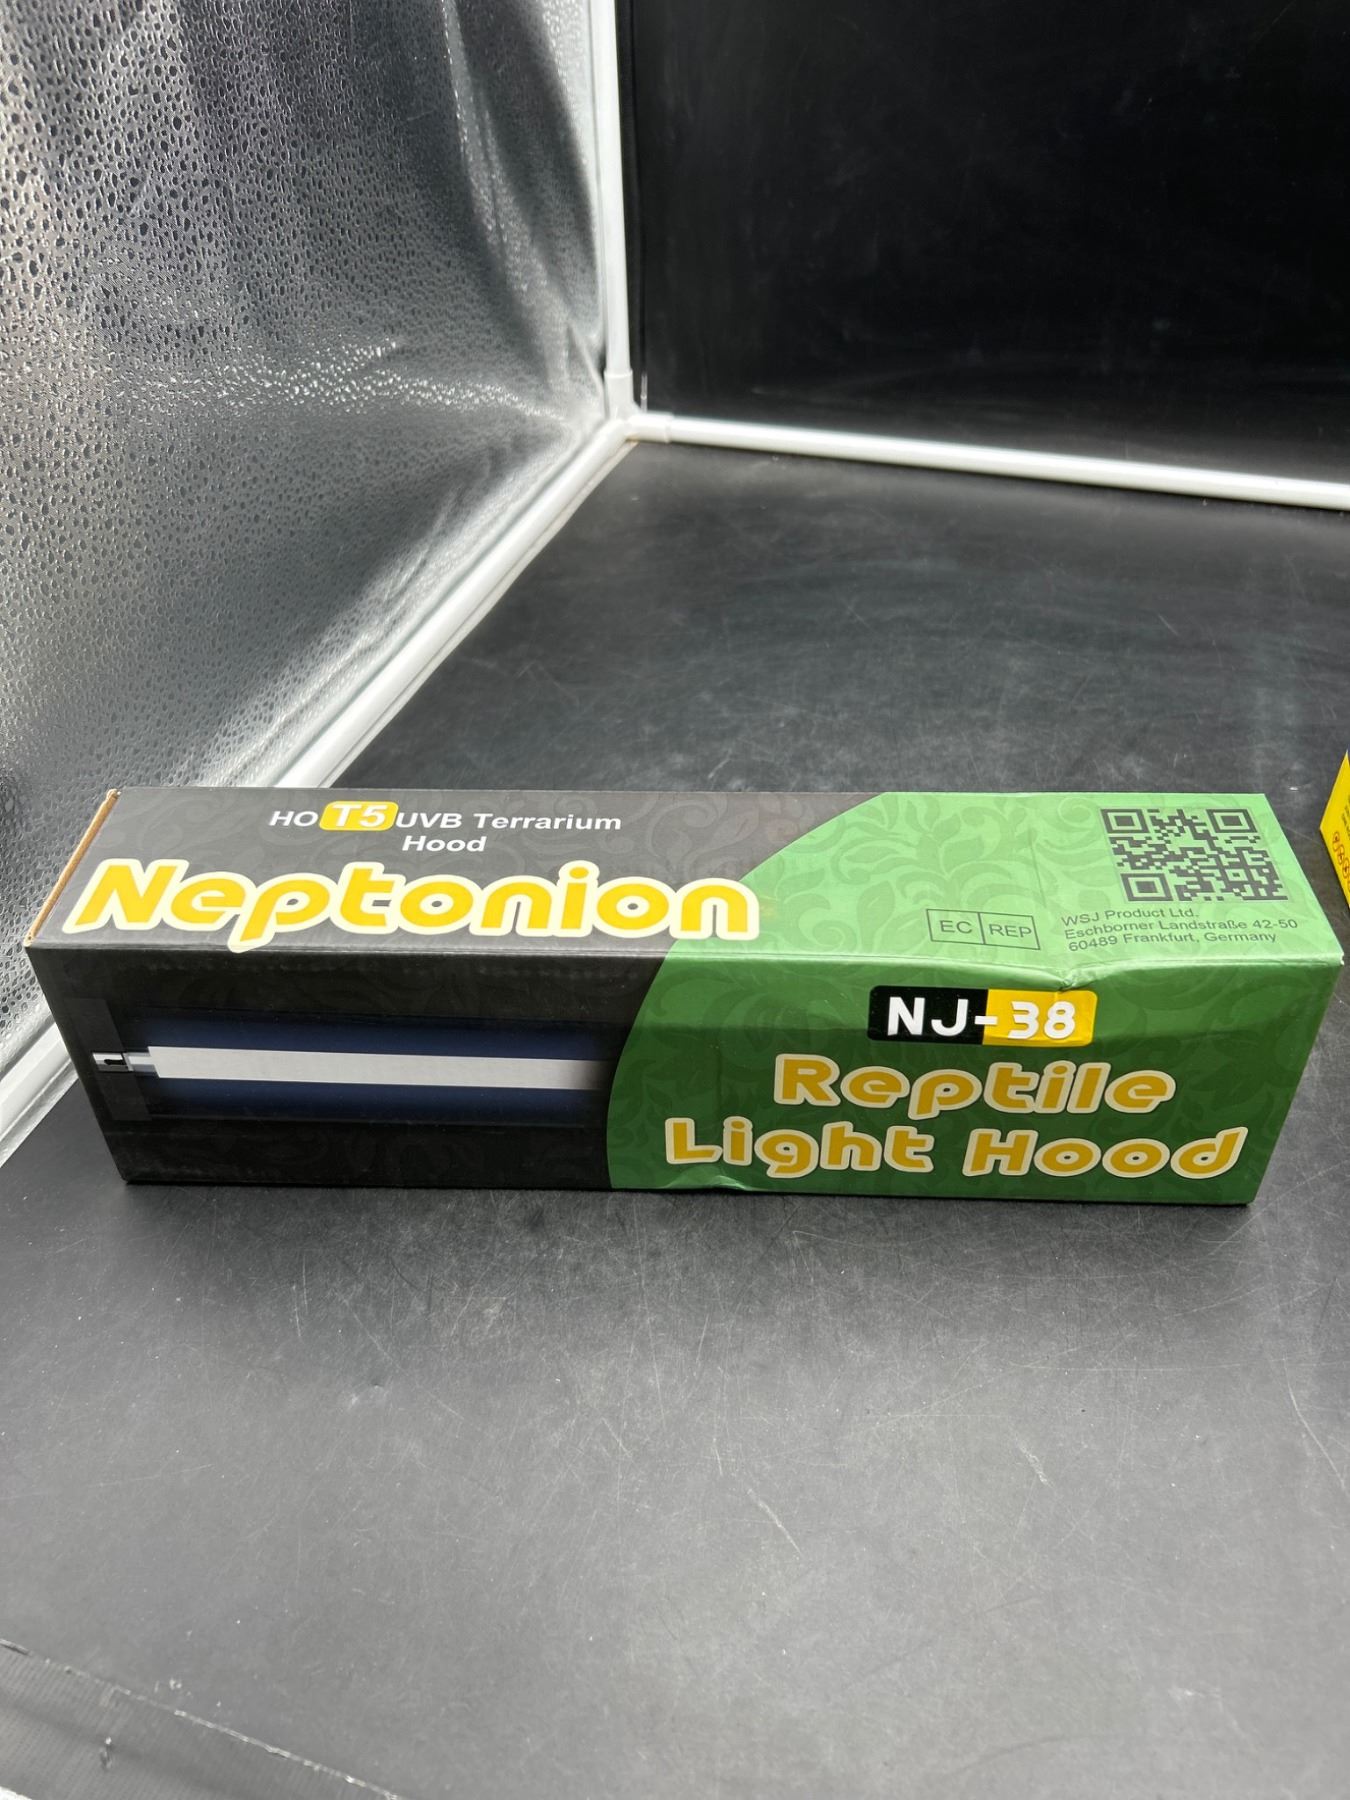 HO T5 UVB Terrarium
Hood
Neptonion
EC REP
WSJ Product Ltd.
Eschborner Landstraße 42-50
60489 Frankfurt, Germany
NJ-38
Reptile
Light Hood